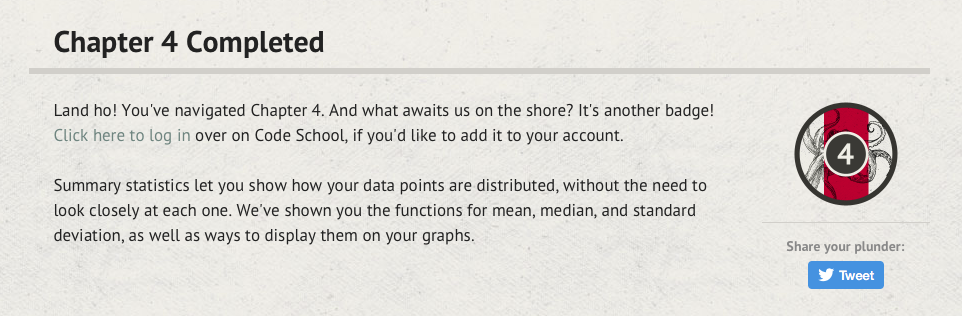 Chapter 4 Completed
Land ho! You've navigated Chapter 4. And what awaits us on the shore? It's another badge!
Click here to log in over on Code School, if you'd like to add it to your account.
4
Summary statistics let you show how your data points are distributed, without the need to
look closely at each one. We've shown you the functions for mean, median, and standard
deviation, as well as ways to display them on your graphs.
Share your plunder:
Tweet